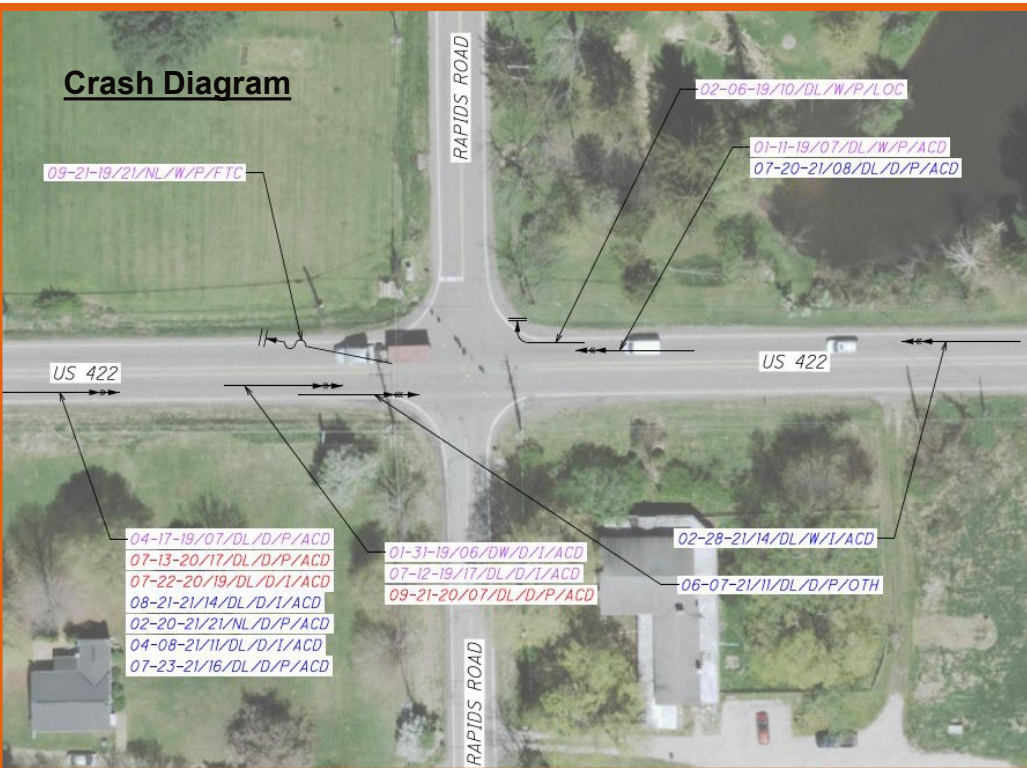 Crash Diagram
RAPIDS ROAD
02-06-19/10/DL/W/P/LOC
01-11-19/07/DL/W/P/ACD
07-20-21/08/DL/D/P/ACD
09-21-19/21/NL/W/P/FTC
US 422
US 422
04-17-19/07/DL/D/P/ACD
07-13-20/17/DL/D/P/ACD
07-22-20/19/DL/D/I/ACD
08-21-21/14/DL/D/I/ACD
02-20-21/21/NL/D/P/ACD
04-08-21/11/DL/D/I/ACD
07-23-21/16/DL/D/P/ACD
01-31-19/06/DW/D/I/ACD
07-12-19/17/DL/D/I/ACD
09-21-20/07/DL/D/P/ACD
02-28-21/14/DL/W/I/ACD
06-07-21/11/DL/D/P/OTH
RAPIDS ROAD